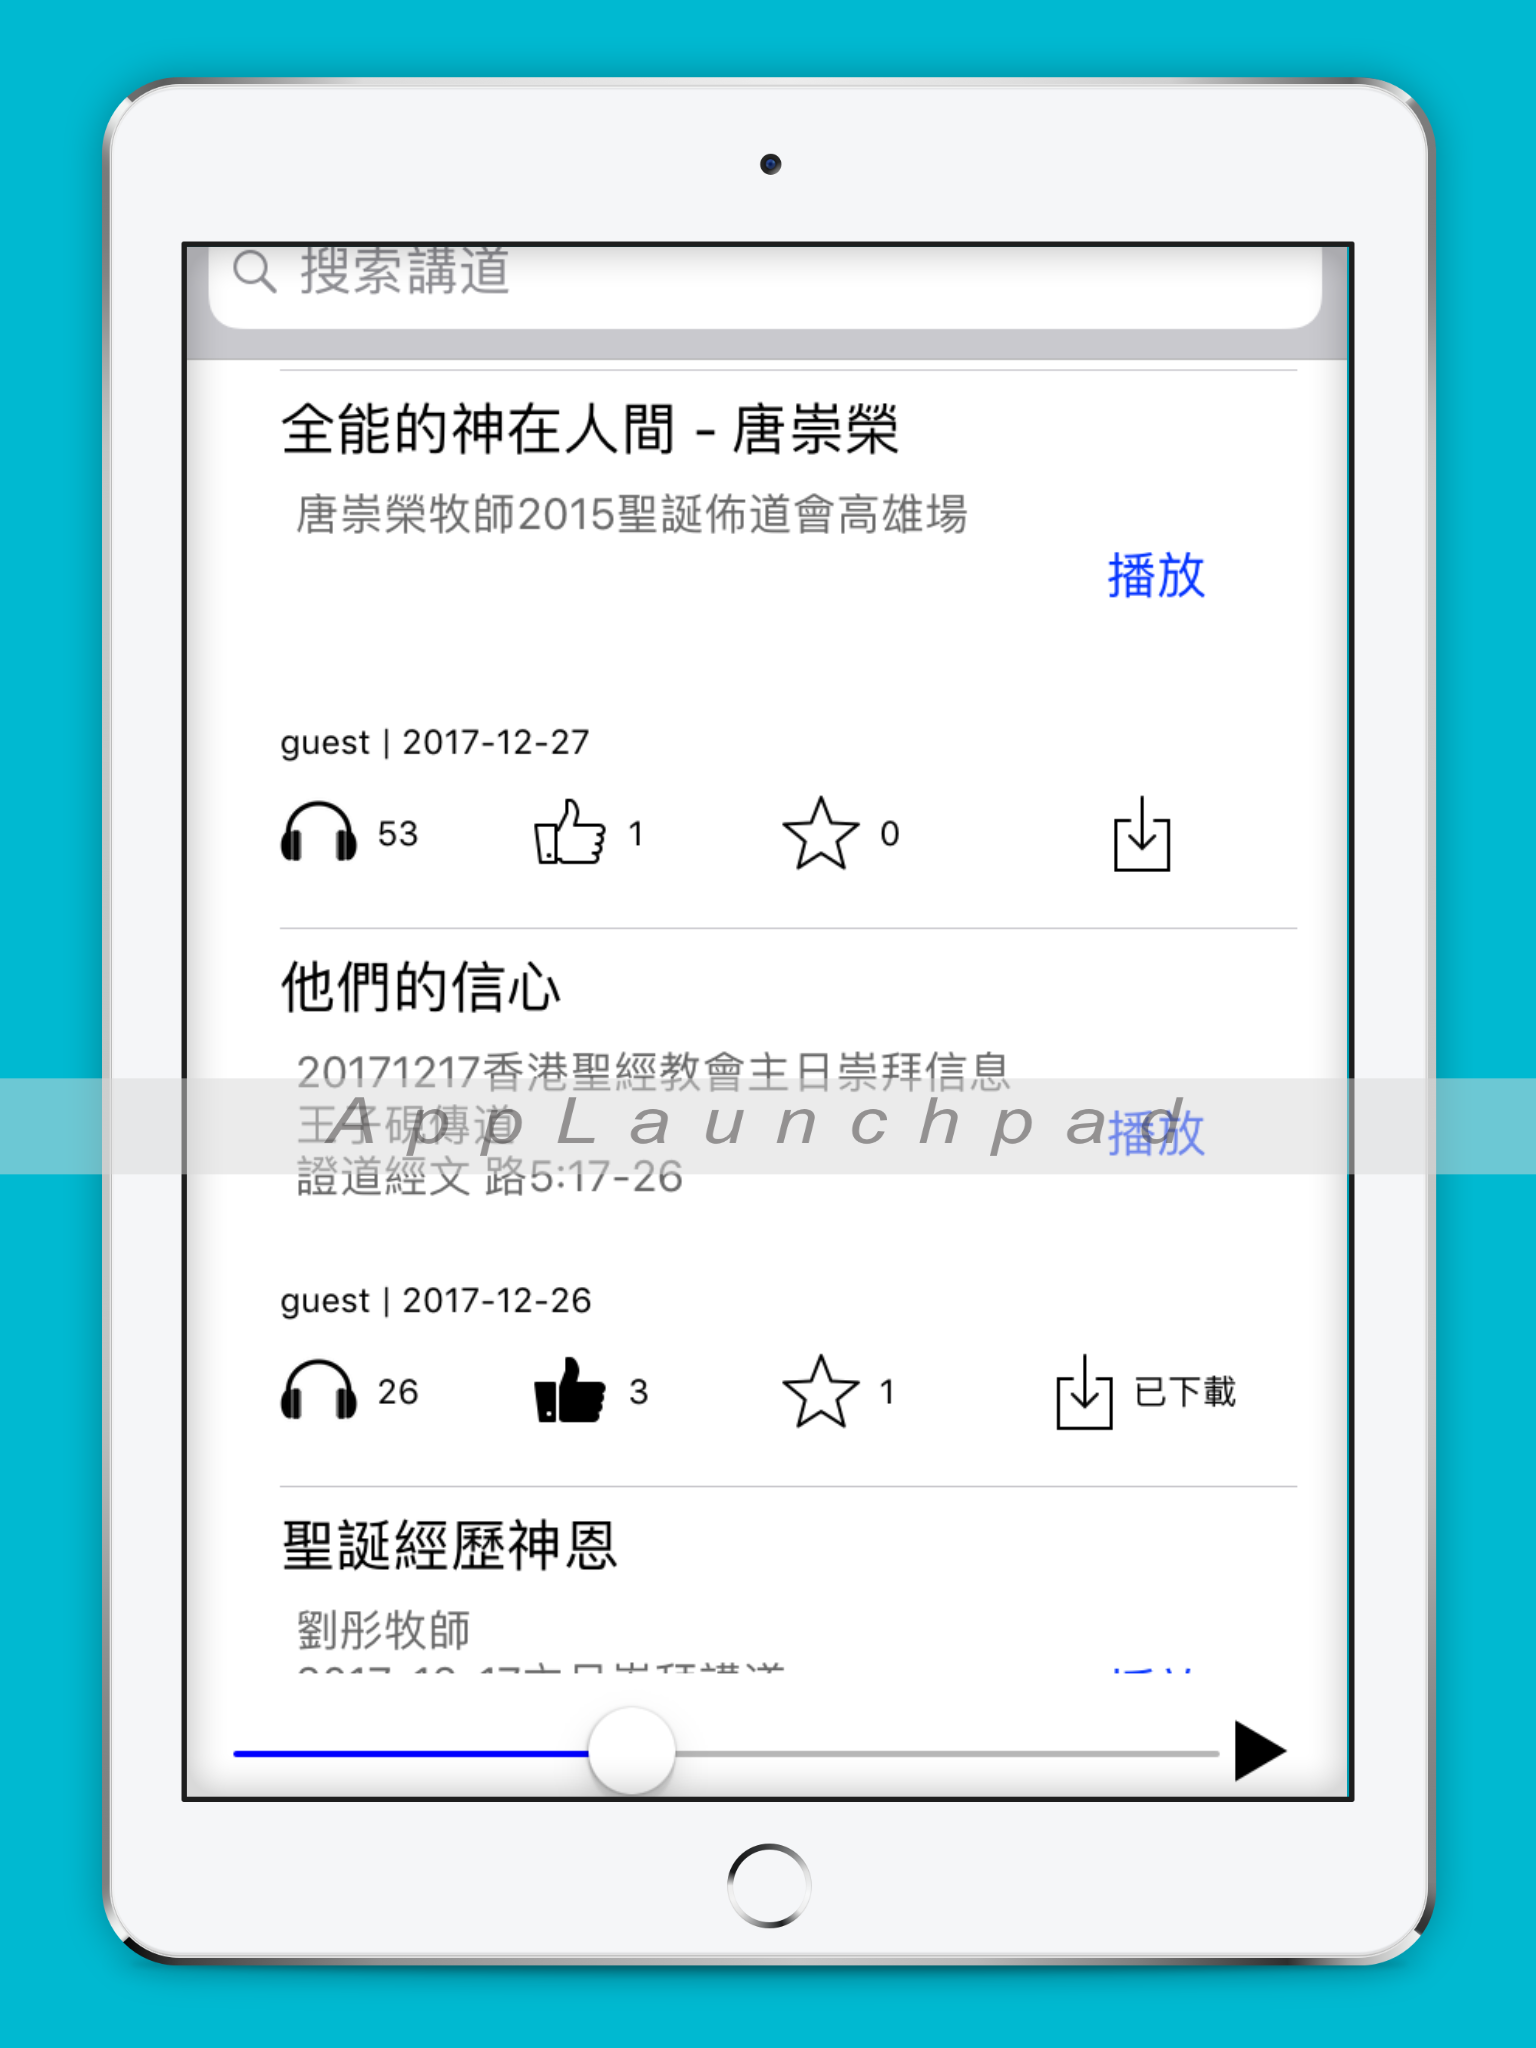 搜索講道
全能的神在人間 - 唐崇榮
唐崇榮牧師2015聖誕佈道會高雄場
播放
guest | 2017-12-27
53 1 0
他們的信心
20171217香港聖經教會主日崇拜信息
王子硯傳道
AppLaunchpad
播放
證道經文 路5:17-26
guest | 2017-12-26
26 3 1 已下載
聖誕經歷神恩
劉彤牧師